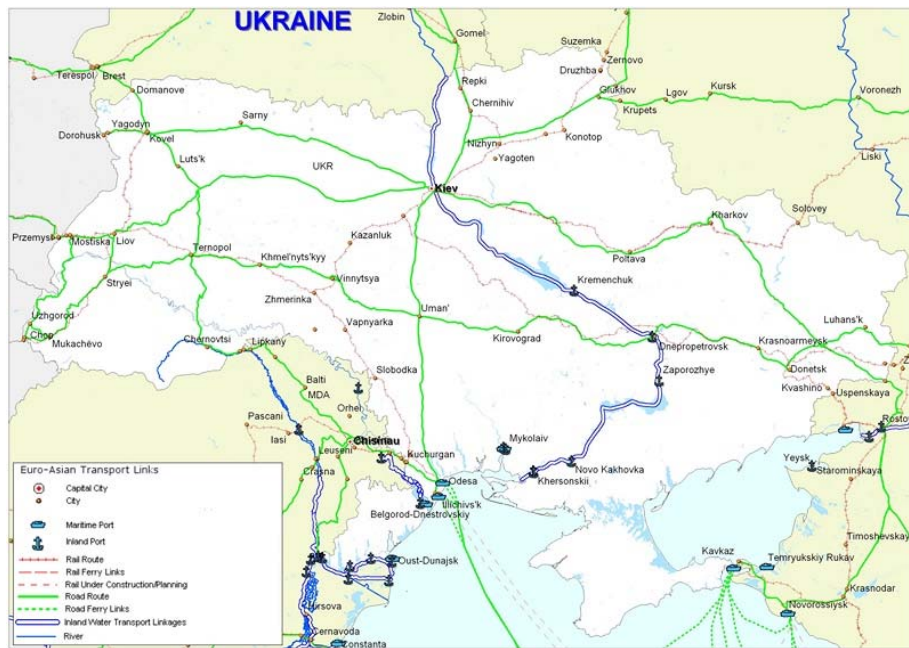 UKRAINE
Zlobin
Gomel
Suzemka
Zernovo
Druzhba
Terespol
Brest
Repki
Domanove
Glukhov
Krupets
Lgov
Kursk
Voronezh
Chernihiv
Sarny
Dorohusk
Yagodyn
Kovel
Konotop
Nizhyn
Yagoten
Luts'k
UKR
Liski
Kiev
Solovey
Kharkov
Przemysl
Mostiska
Liov
Kazanluk
Ternopol
Poltava
Khmel'nyts'kyy
Vinnytsya
Stryei
Kremenchuk
Zhmerinka
Uman'
Uzhgorod
Vapnyarka
Luhans'k
Chop
Mukachevo
Chernovtsi
Lipkany
Kirovograd
Dnepropetrovsk
Krasnoarmeysk
Slobodka
Zaporozhye
Donetsk
Balti
MDA
Kvashino
Uspenskaya
Pascani
Orhei
Iasi
Chisinau
Mykolaiv
Rostov
Leuseni
Kuchurgan
Crasna
Novo Kakhovka
Yeysk
Starominskaya
Odesa
Khersonskii
Illichivs'k
Belgorod-Dnestrovskiy
Timoshevskaya
Oust-Dunajsk
Kavkaz
Temryukskiy Rukav
Krasnodar
Novorossiysk
Cernavoda
Constanta
Euro-Asian Transport Links
Capital City
City
Maritime Port
Inland Port
Rail Route
Rail Ferry Links
Rail Under Construction/Planning
Road Route
Road Ferry Links
Inland Water Transport Linkages
River